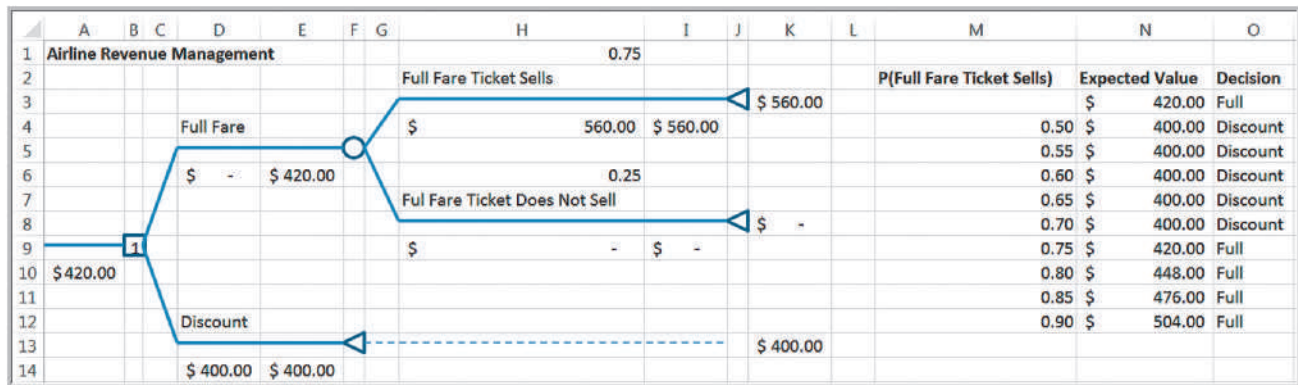 A B C D E F G H I J K L M N O
1 Airline Revenue Management 0.75
2 Full Fare Ticket Sells P(Full Fare Ticket Sells) Expected Value Decision
3 $ 560.00 $ 420.00 Full
4 Full Fare $ 560.00 $ 560.00 0.50 $ 400.00 Discount
5 0.55 $ 400.00 Discount
6 $ - $ 420.00 0.25 0.60 $ 400.00 Discount
7 Ful Fare Ticket Does Not Sell 0.65 $ 400.00 Discount
8 $ - 0.70 $ 400.00 Discount
9 1 $ - $ - 0.75 $ 420.00 Full
10 $420.00 0.80 $ 448.00 Full
11 0.85 $ 476.00 Full
12 Discount 0.90 $ 504.00 Full
13 $ 400.00
14 $ 400.00 $ 400.00